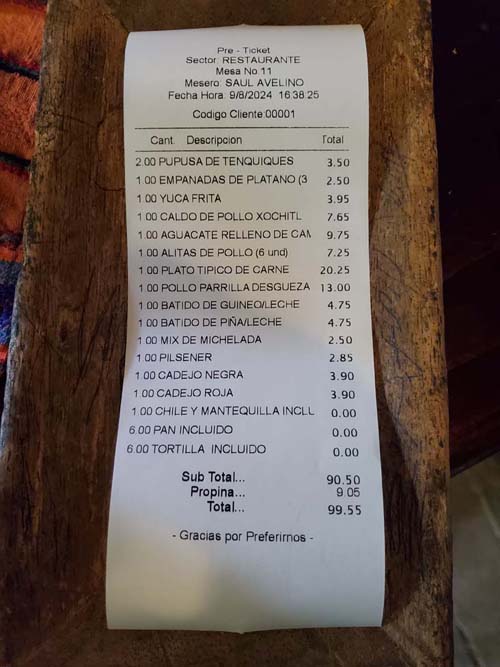 Pre - Ticket
Sector: RESTAURANTE
Mesa No.11
Mesero: SAUL AVELINO
Fecha Hora: 9/8/2024 16:38:25
Codigo Cliente:00001
Cant. Descripcion Total
2.00 PUPUSA DE TENQUIQUES 3.50
1.00 EMPANADAS DE PLATANO (3 2.50
1.00 YUCA FRITA 3.95
1.00 CALDO DE POLLO XOCHITL 7.65
1.00 AGUACATE RELLENO DE CAM 9.75
1.00 ALITAS DE POLLO (6 und) 7.25
1.00 PLATO TIPICO DE CARNE 20.25
1.00 POLLO PARRILLA DESGUEZA 13.00
1.00 BATIDO DE GUINEO/LECHE 4.75
1.00 BATIDO DE PIÑA/LECHE 4.75
1.00 MIX DE MICHELADA 2.50
1.00 PILSENER 2.85
1.00 CADEJO NEGRA 3.90
1.00 CADEJO ROJA 3.90
1.00 CHILE Y MANTEQUILLA INCLU 0.00
6.00 PAN INCLUIDO 0.00
6.00 TORTILLA INCLUIDO 0.00
Sub Total... 90.50
Propina... 9.05
Total... 99.55
- Gracias por Preferirnos -